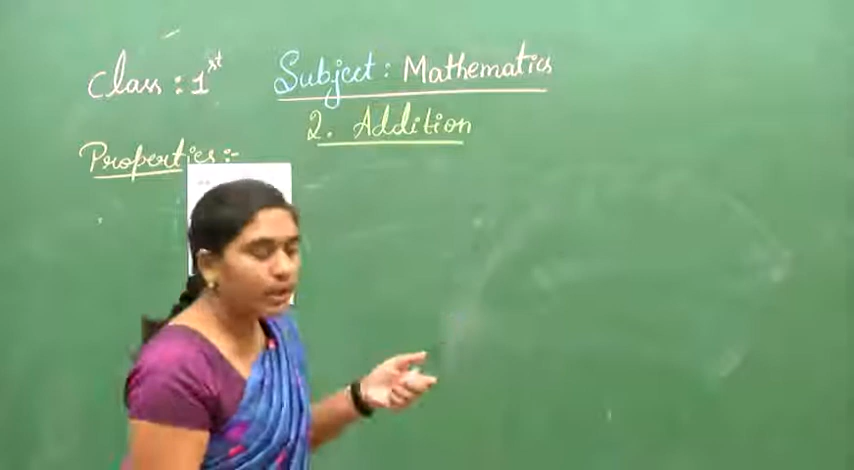 Class : 1st Subject : Mathematics
2. Addition
Properties :-